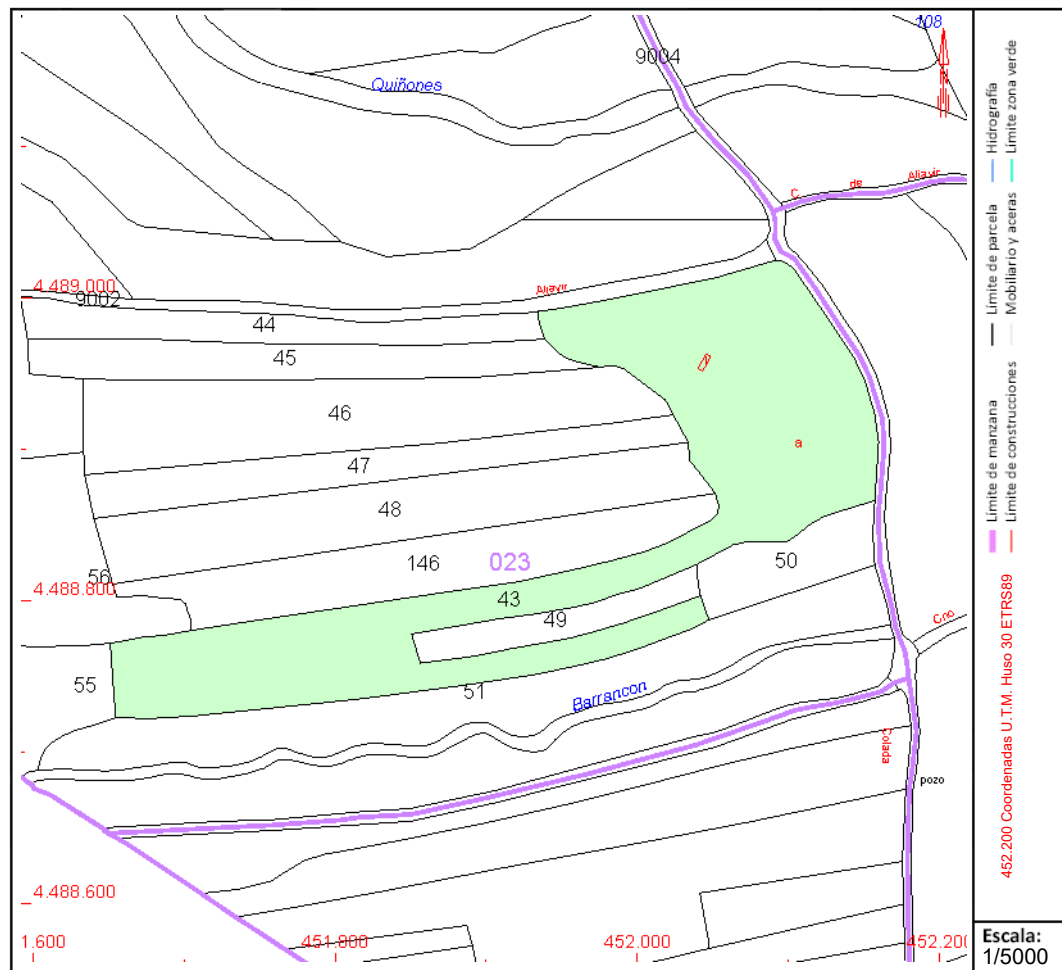 108
9004
Quiñones
C. de Aljavir
4.489.000
Aljavir
9002
44
45
46
47
48
a
146
023
50
56
4.488.800
43
49
Cno
55
51
Barrancon
Colada
pozo
4.488.600
1.600
451.800
452.000
452.200
Límite de manzana
Límite de parcela
Hidrografía
Límite de construcciones
Mobiliario y aceras
Límite zona verde
452.200 Coordenadas U.T.M. Huso 30 ETRS89
Escala:
1/5000